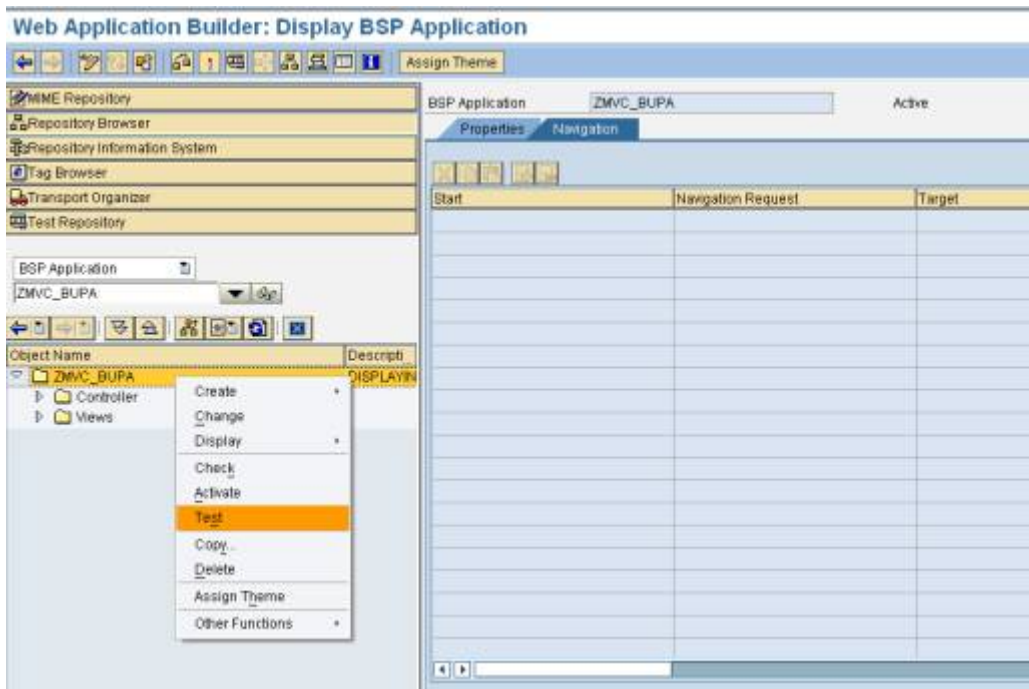 Web Application Builder: Display BSP Application
Assign Theme
MIME Repository
Repository Browser
Repository Information System
Tag Browser
Transport Organizer
Test Repository
BSP Application
ZMVC_BUPA
Object Name Descripti
ZMVC_BUPA DISPLAYIN
Controller
Views
Create
Change
Display
Check
Activate
Test
Copy...
Delete
Assign Theme
Other Functions
BSP Application ZMVC_BUPA Active
Properties Navigation
Start Navigation Request Target